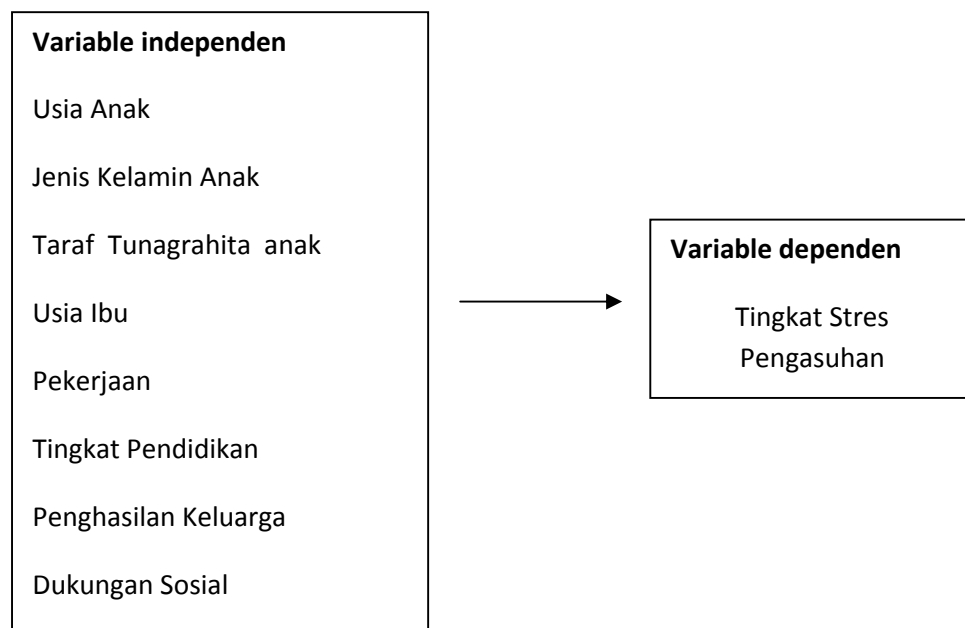 Variable independen
Usia Anak
Jenis Kelamin Anak
Taraf Tunagrahita anak
Usia Ibu
Pekerjaan
Tingkat Pendidikan
Penghasilan Keluarga
Dukungan Sosial
Variable dependen
Tingkat Stres
Pengasuhan